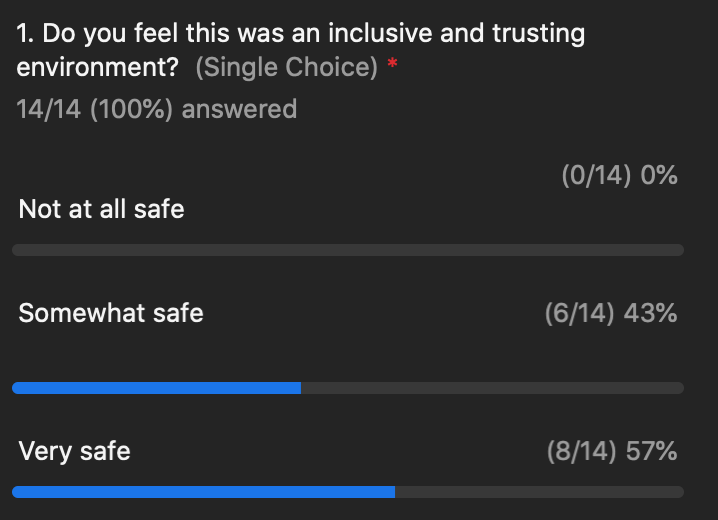 1. Do you feel this was an inclusive and trusting
environment? (Single Choice) *
14/14 (100%) answered
(0/14) 0%
Not at all safe
Somewhat safe (6/14) 43%
Very safe (8/14) 57%